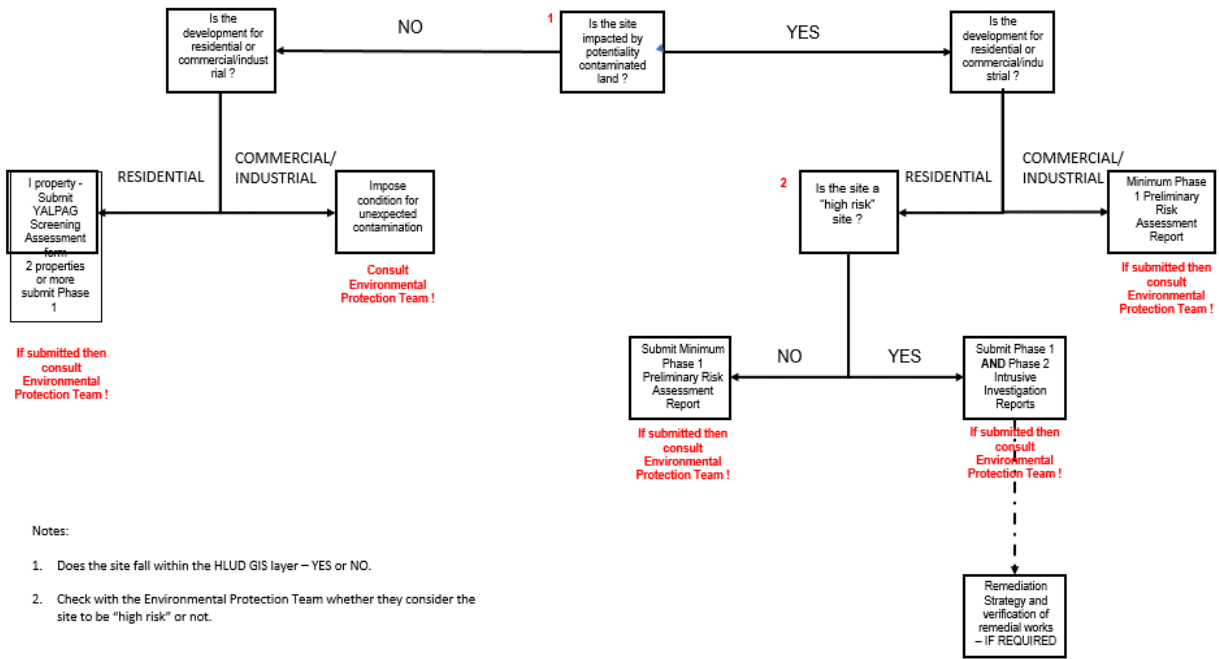 Is the
development for
residential or
commercial/indust
rial ?
NO
1
Is the site
impacted by
potentiality
contaminated
land ?
YES
Is the
development for
residential or
commercial/indu
strial ?
I property -
Submit
YALPAG
Screening
Assessment
form
2 properties
or more
submit Phase
1
If submitted then
consult
Environmental
Protection Team !
RESIDENTIAL
COMMERCIAL/
INDUSTRIAL
Impose
condition for
unexpected
contamination
Consult
Environmental
Protection Team !
2
Is the site a
"high risk"
site ?
RESIDENTIAL
COMMERCIAL/
INDUSTRIAL
Minimum Phase
1 Preliminary
Risk
Assessment
Report
If submitted then
consult
Environmental
Protection Team !
Submit Minimum
Phase 1
Preliminary Risk
Assessment
Report
If submitted then
consult
Environmental
Protection Team !
NO
YES
Submit Phase 1
AND Phase 2
Intrusive
Investigation
Reports
If submitted then
consult
Environmental
Protection Team !
Remediation
Strategy and
verification of
remedial works
– IF REQUIRED
Notes:
1. Does the site fall within the HLUD GIS layer – YES or NO.
2. Check with the Environmental Protection Team whether they consider the
site to be "high risk" or not.